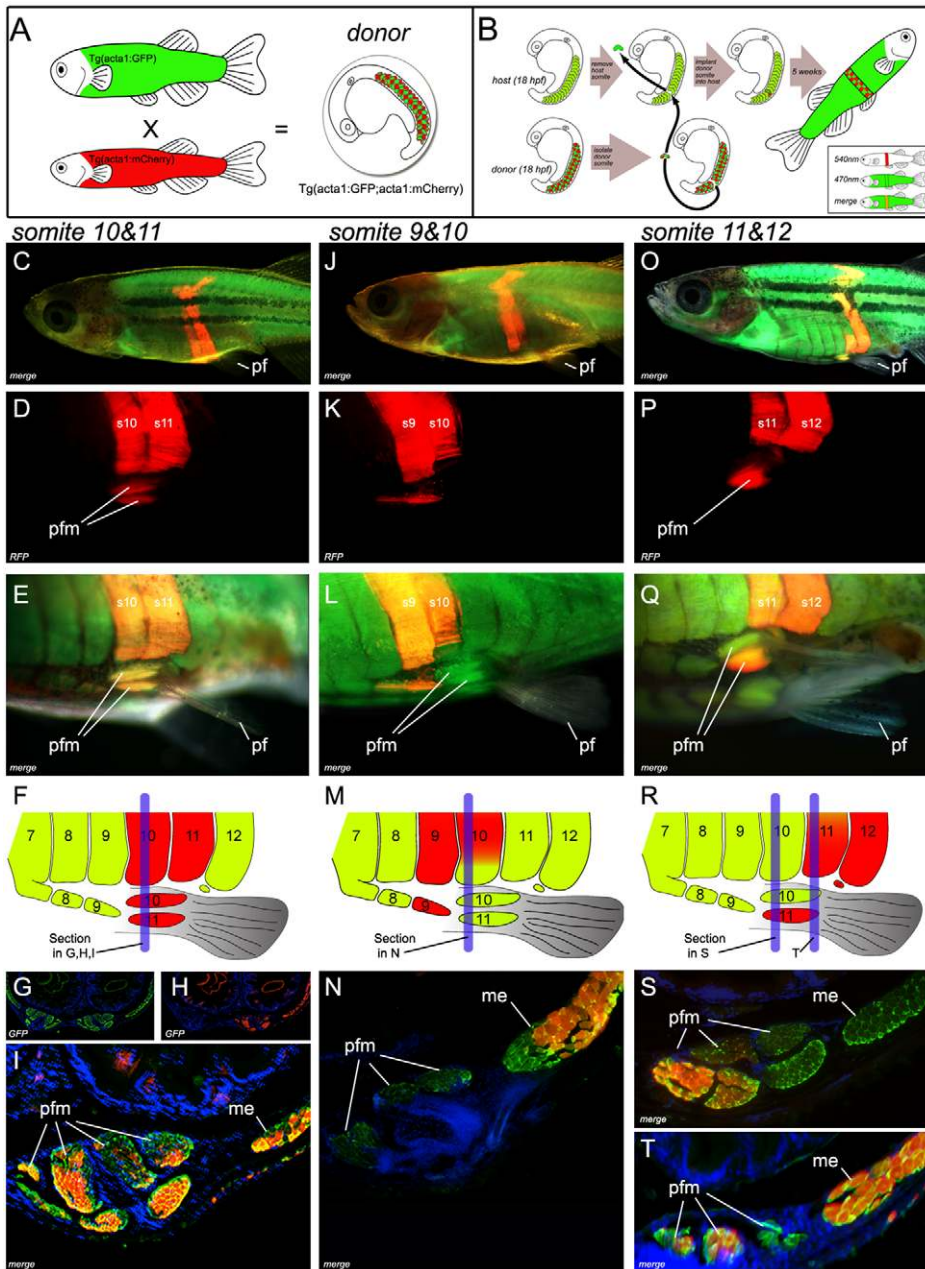 A
Tg(acta1:GFP)
X
Tg(acta1:mCherry)
=
donor
Tg(acta1:GFP;acta1:mCherry)
B
host (18 hpf)
remove
host
somite
implant
donor
somite
into host
5 weeks
donor (18 hpf)
isolate
donor
somite
540nm
470nm
merge
somite 10&11
somite 9&10
somite 11&12
C
pf
merge
J
pf
merge
O
pf
merge
D
s10 s11
pfm
RFP
K
s9 s10
RFP
P
s11 s12
pfm
RFP
E
s10 s11
pfm
pf
merge
L
s9 s10
pfm
pf
merge
Q
s11 s12
pfm
pf
merge
F
7 8 9 10 11 12
8 9 10
11
Section
in G,H,I
M
7 8 9 10 11 12
8 9 10
11
Section
in N
R
7 8 9 10 11 12
8 9 10
11
Section
in S
T
G
GFP
H
GFP
I
pfm
me
merge
N
pfm
me
merge
S
pfm
me
merge
T
pfm
me
merge